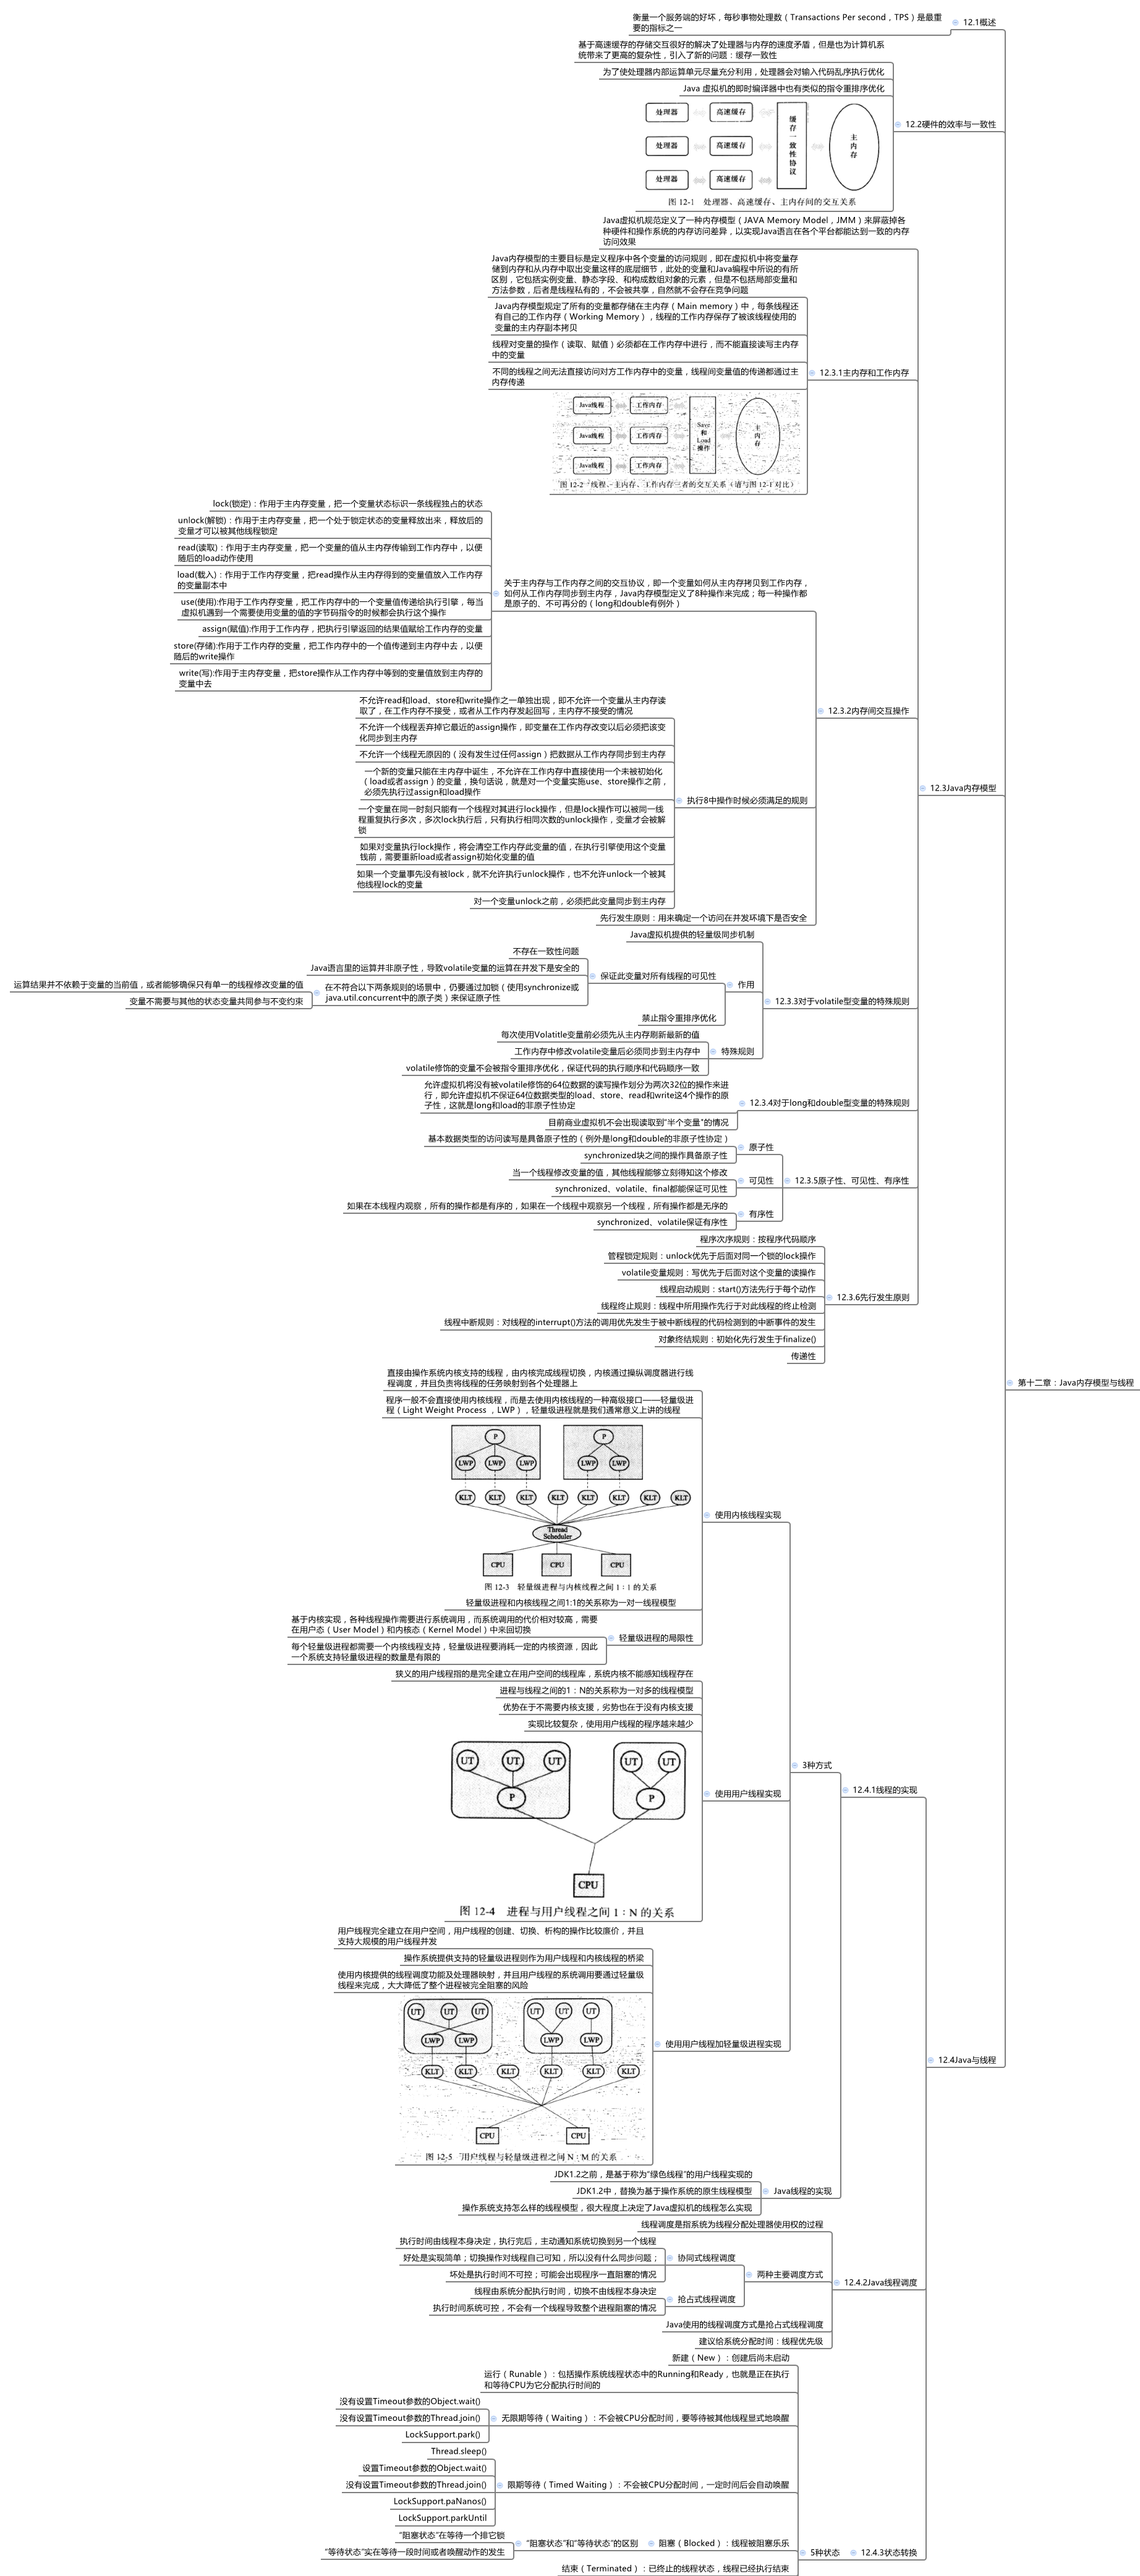 衡量一个服务端的好坏，每秒事物处理数（Transactions Per second，TPS）是最重
要的指标之一
12.1概述
基于高速缓存的存储交互很好的解决了处理器与内存的速度矛盾，但是也为计算机系
统带来了更高的复杂性，引入了新的问题：缓存一致性
为了使处理器内部运算单元尽量充分利用，处理器会对输入代码乱序执行优化
Java 虚拟机的即时编译器中也有类似的指令重排序优化
处理器
高速缓存
处理器
高速缓存
处理器
高速缓存
缓存一致性协议
主内存
图 12-1 处理器、高速缓存、主内存间的交互关系
12.2硬件的效率与一致性
Java虚拟机规范定义了一种内存模型（JAVA Memory Model，JMM）来屏蔽掉各
种硬件和操作系统的内存访问差异，以实现Java语言在各个平台都能达到一致的内存
访问效果
Java内存模型的主要目标是定义程序中各个变量的访问规则，即在虚拟机中将变量存
储到内存和从内存中取出变量这样的底层细节，此处的变量和Java编程中所说的有所
区别，它包括实例变量、静态字段、和构成数组对象的元素，但是不包括局部变量和
方法参数，后者是线程私有的，不会被共享，自然就不会存在竞争问题
Java内存模型规定了所有的变量都存储在主内存（Main memory）中，每条线程还
有自己的工作内存（Working Memory），线程的工作内存保存了被该线程使用的
变量的主内存副本拷贝
线程对变量的操作（读取、赋值）必须都在工作内存中进行，而不能直接读写主内存
中的变量
不同的线程之间无法直接访问对方工作内存中的变量，线程间变量值的传递都通过主
内存传递
12.3.1主内存和工作内存
Java线程
工作内存
Java线程
工作内存
Java线程
工作内存
Save
和
Load
操作
主内存
图 12-2 线程、主内存、工作内存三者的交互关系（请与图 12-1 对比）
lock(锁定)：作用于主内存变量，把一个变量状态标识一条线程独占的状态
unlock(解锁)：作用于主内存变量，把一个处于锁定状态的变量释放出来，释放后的
变量才可以被其他线程锁定
read(读取)：作用于主内存变量，把一个变量的值从主内存传输到工作内存中，以便
随后的load动作使用
load(载入)：作用于工作内存变量，把read操作从主内存得到的变量值放入工作内存
的变量副本中
use(使用):作用于工作内存变量，把工作内存中的一个变量值传递给执行引擎，每当
虚拟机遇到一个需要使用变量的值的字节码指令的时候都会执行这个操作
assign(赋值):作用于工作内存，把执行引擎返回的结果值赋给工作内存的变量
store(存储):作用于工作内存的变量，把工作内存中的一个值传递到主内存中去，以便
随后的write操作
write(写):作用于主内存变量，把store操作从工作内存中等到的变量值放到主内存的
变量中去
关于主内存与工作内存之间的交互协议，即一个变量如何从主内存拷贝到工作内存，
如何从工作内存同步到主内存，Java内存模型定义了8种操作来完成；每一种操作都
是原子的、不可再分的（long和double有例外）
12.3.2内存间交互操作
不允许read和load、store和write操作之一单独出现，即不允许一个变量从主内存读
取了，在工作内存不接受，或者从工作内存发起回写，主内存不接受的情况
不允许一个线程丢弃掉它最近的assign操作，即变量在工作内存改变以后必须把该变
化同步到主内存
不允许一个线程无原因的（没有发生过任何assign）把数据从工作内存同步到主内存
一个新的变量只能在主内存中诞生，不允许在工作内存中直接使用一个未被初始化
（load或者assign）的变量，换句话说，就是对一个变量实施use、store操作之前，
必须先执行过assign和load操作
一个变量在同一时刻只能有一个线程对其进行lock操作，但是lock操作可以被同一线
程重复执行多次，多次lock执行后，只有执行相同次数的unlock操作，变量才会被解
锁
如果对变量执行lock操作，将会清空工作内存此变量的值，在执行引擎使用这个变量
钱前，需要重新load或者assign初始化变量的值
如果一个变量事先没有被lock，就不允许执行unlock操作，也不允许unlock一个被其
他线程lock的变量
对一个变量unlock之前，必须把此变量同步到主内存
执行8中操作时候必须满足的规则
先行发生原则：用来确定一个访问在并发坏境下是否安全
12.3Java内存模型
Java虚拟机提供的轻量级同步机制
不存在一致性问题
Java语言里的运算并非原子性，导致volatile变量的运算在并发下是安全的
运算结果并不依赖于变量的当前值，或者能够确保只有单一的线程修改变量的值
变量不需要与其他的状态变量共同参与不变约束
在不符合以下两条规则的场景中，仍要通过加锁（使用synchronize或
java.util.concurrent中的原子类）来保证原子性
保证此变量对所有线程的可见性
禁止指令重排序优化
作用
12.3.3对于volatile型变量的特殊规则
每次使用Volatitle变量前必须先从主内存刷新最新的值
工作内存中修改volatile变量后必须同步到主内存中
volatile修饰的变量不会被指令重排序优化，保证代码的执行顺序和代码顺序一致
特殊规则
允许虚拟机将没有被volatile修饰的64位数据的读写操作划分为两次32位的操作来进
行，即允许虚拟机不保证64位数据类型的load、store、read和write这4个操作的原
子性，这就是long和load的非原子性协定
目前商业虚拟机不会出现读取到“半个变量”的情况
12.3.4对于long和double型变量的特殊规则
基本数据类型的访问读写是具备原子性的（例外是long和double的非原子性协定）
synchronized块之间的操作具备原子性
原子性
当一个线程修改变量的值，其他线程能够立刻得知这个修改
synchronized、volatile、final都能保证可见性
可见性
12.3.5原子性、可见性、有序性
如果在本线程内观察，所有的操作都是有序的，如果在一个线程中观察另一个线程，所有操作都是无序的
synchronized、volatile保证有序性
有序性
程序次序规则：按程序代码顺序
管程锁定规则：unlock优先于后面对同一个锁的lock操作
volatile变量规则：写优先于后面对这个变量的读操作
线程启动规则：start()方法先行于每个动作
线程终止规则：线程中所用操作先行于对此线程的终止检测
线程中断规则：对线程的interrupt()方法的调用优先发生于被中断线程的代码检测到的中断事件的发生
对象终结规则：初始化先行发生于finalize()
传递性
12.3.6先行发生原则
第十二章：Java内存模型与线程
直接由操作系统内核支持的线程，由内核完成线程切换，内核通过操纵调度器进行线
程调度，并且负责将线程的任务映射到各个处理器上
程序一般不会直接使用内核线程，而是去使用内核线程的一种高级接口——轻量级进
程（Light Weight Process ，LWP），轻量级进程就是我们通常意义上讲的线程
P
P
LWP LWP LWP LWP LWP
KLT KLT KLT KLT KLT KLT KLT KLT
Thread
Scheduler
CPU CPU CPU
图 12-3 轻量级进程与内核线程之间 1：1 的关系
轻量级进程和内核线程之间1:1的关系称为一对一线程模型
基于内核实现，各种线程操作需要进行系统调用，而系统调用的代价相对较高，需要
在用户态（User Model）和内核态（Kernel Model）中来回切换
每个轻量级进程都需要一个内核线程支持，轻量级进程要消耗一定的内核资源，因此
一个系统支持轻量级进程的数量是有限的
轻量级进程的局限性
使用内核线程实现
狭义的用户线程指的是完全建立在用户空间的线程库，系统内核不能感知线程存在
进程与线程之间的1：N的关系称为一对多的线程模型
优势在于不需要内核支援，劣势也在于没有内核支援
实现比较复杂，使用用户线程的程序越来越少
UT UT UT UT UT
P P
CPU
图 12-4 进程与用户线程之间 1：N 的关系
使用用户线程实现
3种方式
12.4.1线程的实现
用户线程完全建立在用户空间，用户线程的创建、切换、析构的操作比较廉价，并且
支持大规模的用户线程并发
操作系统提供支持的轻量级进程则作为用户线程和内核线程的桥梁
使用内核提供的线程调度功能及处理器映射，并且用户线程的系统调用要通过轻量级
线程来完成，大大降低了整个进程被完全阻塞的风险
UT UT UT UT UT UT
LWP LWP LWP LWP
KLT KLT KLT KLT KLT KLT
CPU CPU
图 12-5 用户线程与轻量级进程之间 N：M 的关系
使用用户线程加轻量级进程实现
12.4Java与线程
JDK1.2之前，是基于称为“绿色线程”的用户线程实现的
JDK1.2中，替换为基于操作系统的原生线程模型
操作系统支持怎么样的线程模型，很大程度上决定了Java虚拟机的线程怎么实现
Java线程的实现
线程调度是指系统为线程分配处理器使用权的过程
执行时间由线程本身决定，执行完后，主动通知系统切换到另一个线程
好处是实现简单；切换操作对线程自己可知，所以没有什么同步问题；
坏处是执行时间不可控；可能会出现程序一直阻塞的情况
协同式线程调度
线程由系统分配执行时间，切换不由线程本身决定
执行时间系统可控，不会有一个线程导致整个进程阻塞的情况
抢占式线程调度
两种主要调度方式
12.4.2Java线程调度
Java使用的线程调度方式是抢占式线程调度
建议给系统分配时间：线程优先级
新建（New）：创建后尚未启动
运行（Runable）：包括操作系统线程状态中的Running和Ready，也就是正在执行
和等待CPU为它分配执行时间的
没有设置Timeout参数的Object.wait()
没有设置Timeout参数的Thread.join()
LockSupport.park()
无限期等待（Waiting）：不会被CPU分配时间，要等待被其他线程显式地唤醒
Thread.sleep()
设置Timeout参数的Object.wait()
没有设置Timeout参数的Thread.join()
LockSupport.paNanos()
LockSupport.parkUntil
限期等待（Timed Waiting）：不会被CPU分配时间，一定时间后会自动唤醒
“阻塞状态”在等待一个排它锁
“等待状态”实在等待一段时间或者唤醒动作的发生
“阻塞状态”和“等待状态”的区别
阻塞（Blocked）：线程被阻塞乐乐
5种状态
12.4.3状态转换
结束（Terminated）：已终止的线程状态，线程已经执行结束